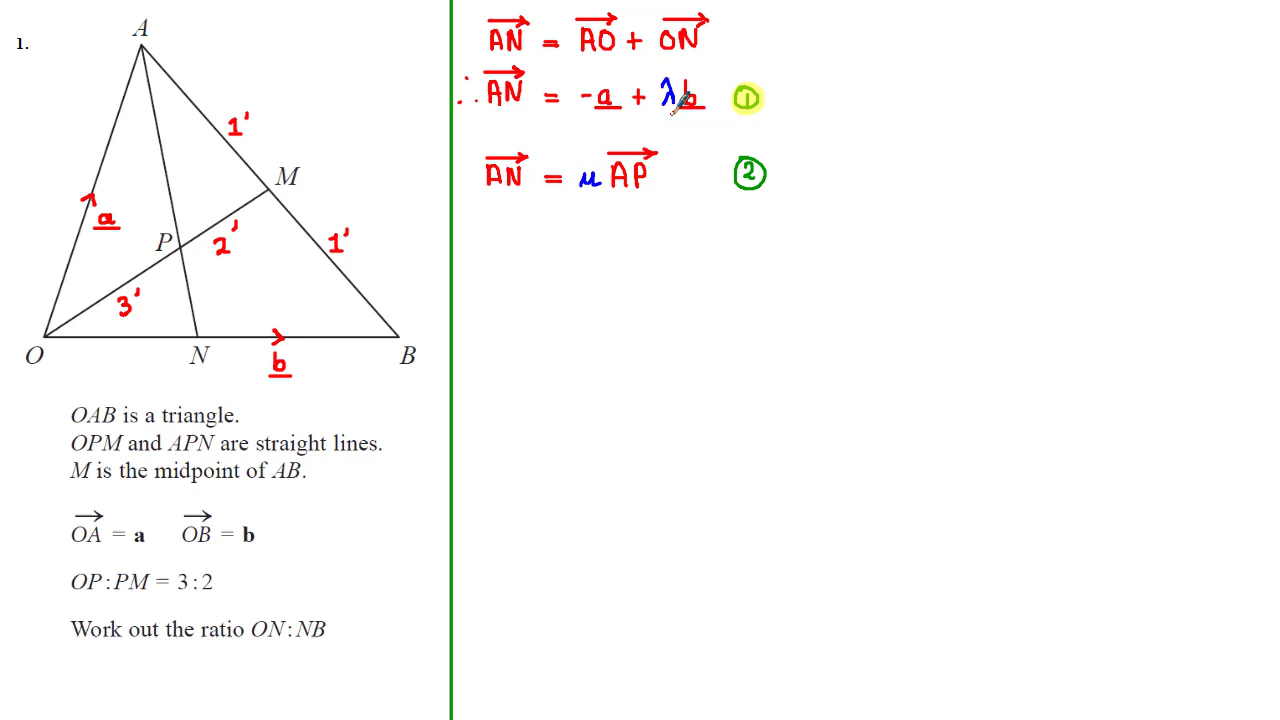 1.
A
1'
M
a
P
2'
1'
3'
O
N
B
b
OAB is a triangle.
OPM and APN are straight lines.
M is the midpoint of AB.
OA = a OB = b
OP : PM = 3 : 2
Work out the ratio ON : NB
AN = AO + ON
∴ AN = -a + λb ①
AN = μ AP ②